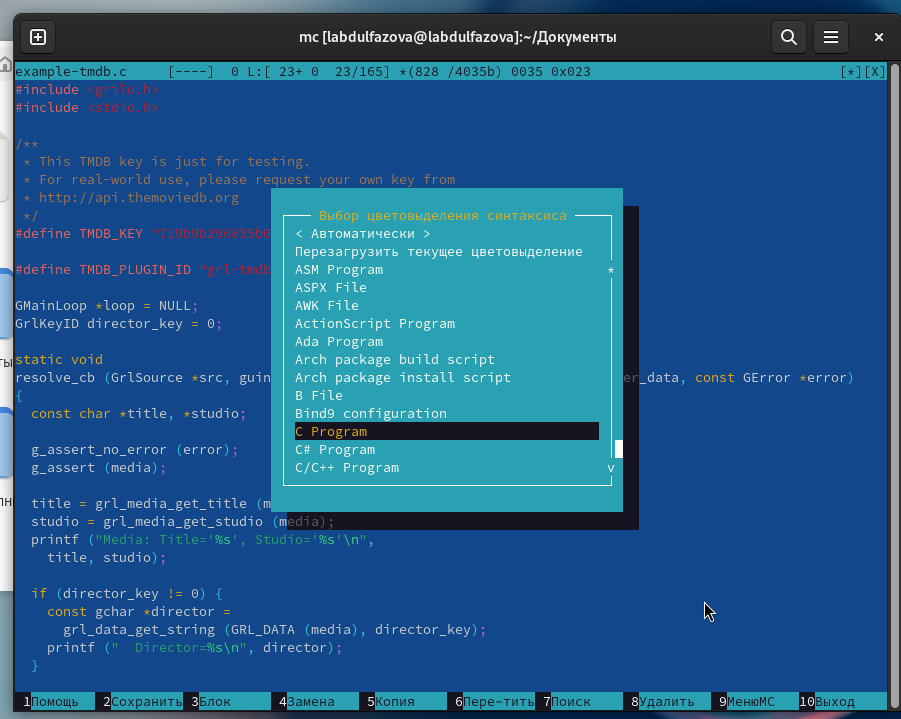 mc [labdulfazova@labdulfazova]:~/Документы
example-tmdb.c     [----]  0 L:[ 23+ 0  23/165] *(828 /4035b) 0035 0x023     [*][X]
#include <grilo.h>
#include <stdio.h>
/**
 * This TMDB key is just for testing.
 * For real-world use, please request your own key from
 * http://api.themoviedb.org
 */
#define TMDB_KEY "719b9b296835b0
#define TMDB_PLUGIN_ID "grl-tmdb
GMainLoop *loop = NULL;
GrlKeyID director_key = 0;
static void
resolve_cb (GrlSource *src, guin er_data, const GError *error)
{
  const char *title, *studio;
  g_assert_no_error (error);
  g_assert (media);
  title = grl_media_get_title (m
  studio = grl_media_get_studio (media);
  printf ("Media: Title='%s', Studio='%s'\n",
    title, studio);
  if (director_key != 0) {
    const gchar *director =
      grl_data_get_string (GRL_DATA (media), director_key);
    printf ("  Director=%s\n", director);
  }
Выбор цветовыделения синтаксиса
< Автоматически >
Перезагрузить текущее цветовыделение
ASM Program
ASPX File
AWK File
ActionScript Program
Ada Program
Arch package build script
Arch package install script
B File
Bind9 configuration
C Program
C# Program
C/C++ Program
1Помощь 2Сохранить 3Блок 4Замена 5Копия 6Пере~тить 7Поиск 8Удалить 9МенюMC 10Выход